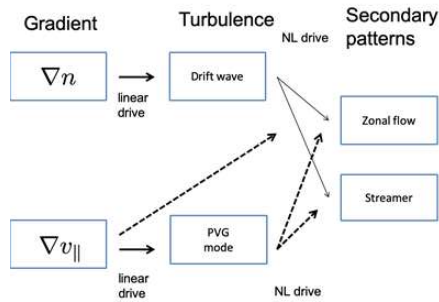 Gradient
Turbulence
Secondary
patterns
NL drive
∇n
linear
drive
Drift wave
Zonal flow
Streamer
∇v∥
linear
drive
PVG
mode
NL drive